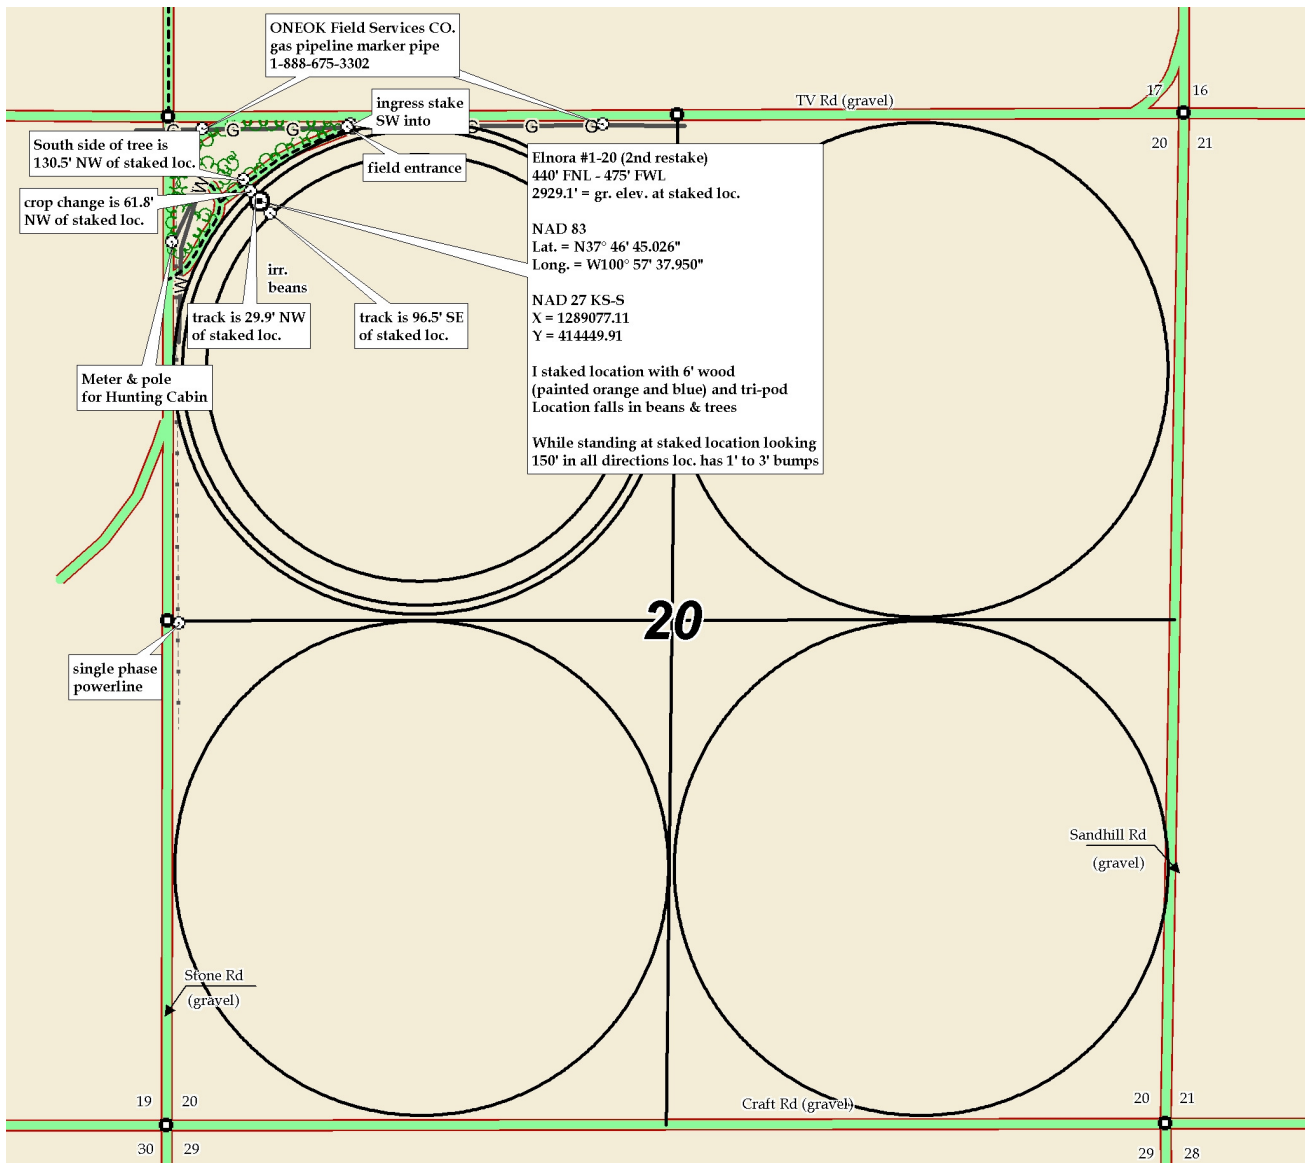 ONEOK Field Services CO.
gas pipeline marker pipe
1-888-675-3302
ingress stake
SW into
TV Rd (gravel)
17
16
20
21
G
G
G
G
G
G
South side of tree is
130.5' NW of staked loc.
field entrance
crop change is 61.8'
NW of staked loc.
W
W
irr.
beans
track is 29.9' NW
of staked loc.
track is 96.5' SE
of staked loc.
Meter & pole
for Hunting Cabin
Elnora #1-20 (2nd restake)
440' FNL - 475' FWL
2929.1' = gr. elev. at staked loc.
NAD 83
Lat. = N37° 46' 45.026"
Long. = W100° 57' 37.950"
NAD 27 KS-S
X = 1289077.11
Y = 414449.91
I staked location with 6' wood
(painted orange and blue) and tri-pod
Location falls in beans & trees
While standing at staked location looking
150' in all directions loc. has 1' to 3' bumps
20
single phase
powerline
Sandhill Rd
(gravel)
Stone Rd
(gravel)
Craft Rd (gravel)
19
20
30
29
20
21
29
28